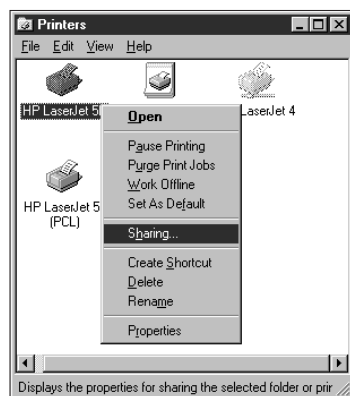 Printers
File Edit View Help
HP LaserJet 5
LaserJet 4
HP LaserJet 5
(PCL)
Open
Pause Printing
Purge Print Jobs
Work Offline
Set As Default
Sharing...
Create Shortcut
Delete
Rename
Properties
Displays the properties for sharing the selected folder or prir